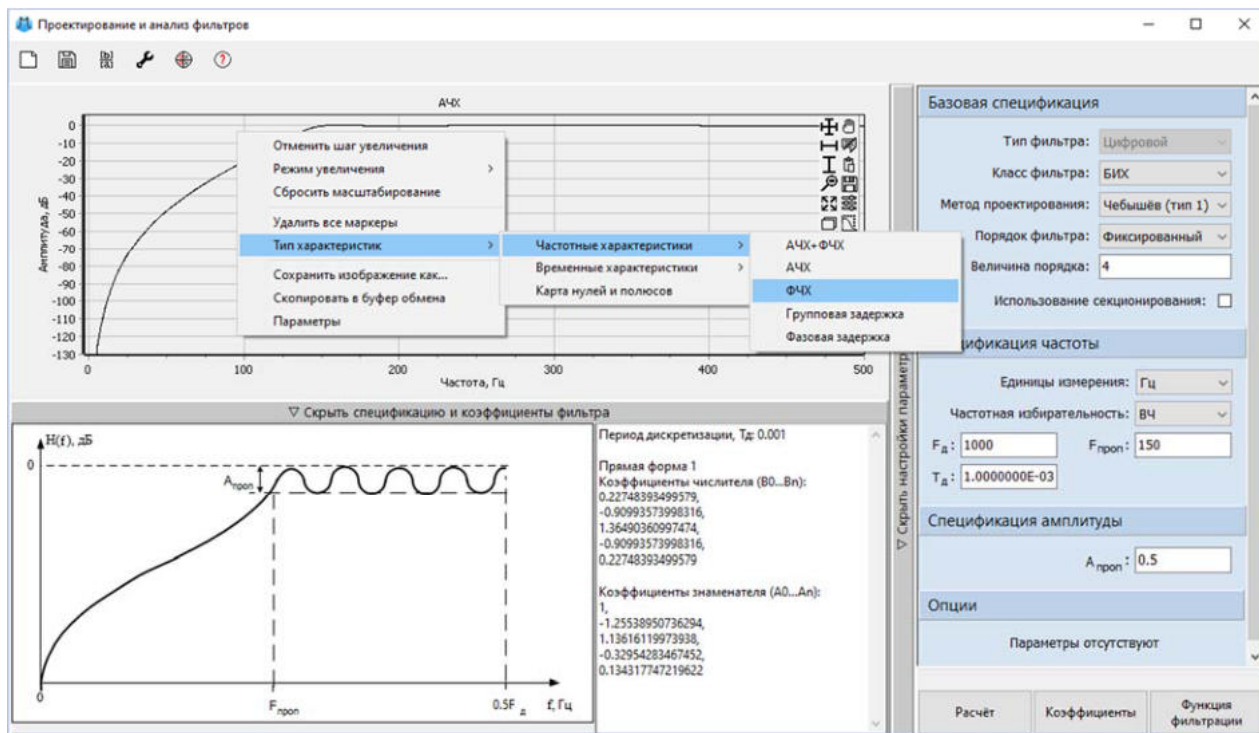 Проектирование и анализ фильтров
АЧХ
Амплитуда, дБ
0
-10
-20
-30
-40
-50
-60
-70
-80
-90
-100
-110
-120
-130
0
100
200
300
400
500
Частота, Гц
Отменить шаг увеличения
Режим увеличения
Сбросить масштабирование
Удалить все маркеры
Тип характеристик
Сохранить изображение как...
Скопировать в буфер обмена
Параметры
Частотные характеристики
Временные характеристики
Карта нулей и полюсов
АЧХ+ФЧХ
АЧХ
ФЧХ
Групповая задержка
Фазовая задержка
▽ Скрыть спецификацию и коэффициенты фильтра
H(f), дБ
0
Aпроп
0
Fпроп
0.5Fд
f, Гц
Период дискретизации, Тд: 0.001
Прямая форма 1
Коэффициенты числителя (B0...Bn):
0.22748393499579,
-0.90993573998316,
1.36490360997474,
-0.90993573998316,
0.22748393499579
Коэффициенты знаменателя (A0...An):
1,
-1.25538950736294,
1.13616119973938,
-0.32954283467452,
0.134317747219622
▽ Скрыть настройки параметр
Базовая спецификация
Тип фильтра: Цифровой
Класс фильтра: БИХ
Метод проектирования: Чебышёв (тип 1)
Порядок фильтра: Фиксированный
Величина порядка: 4
Использование секционирования:
ецификация частоты
Единицы измерения: Гц
Частотная избирательность: ВЧ
Fд: 1000 Fпроп: 150
Tд: 1.0000000E-03
Спецификация амплитуды
Aпроп: 0.5
Опции
Параметры отсутствуют
Расчёт
Коэффициенты
Функция
фильтрации